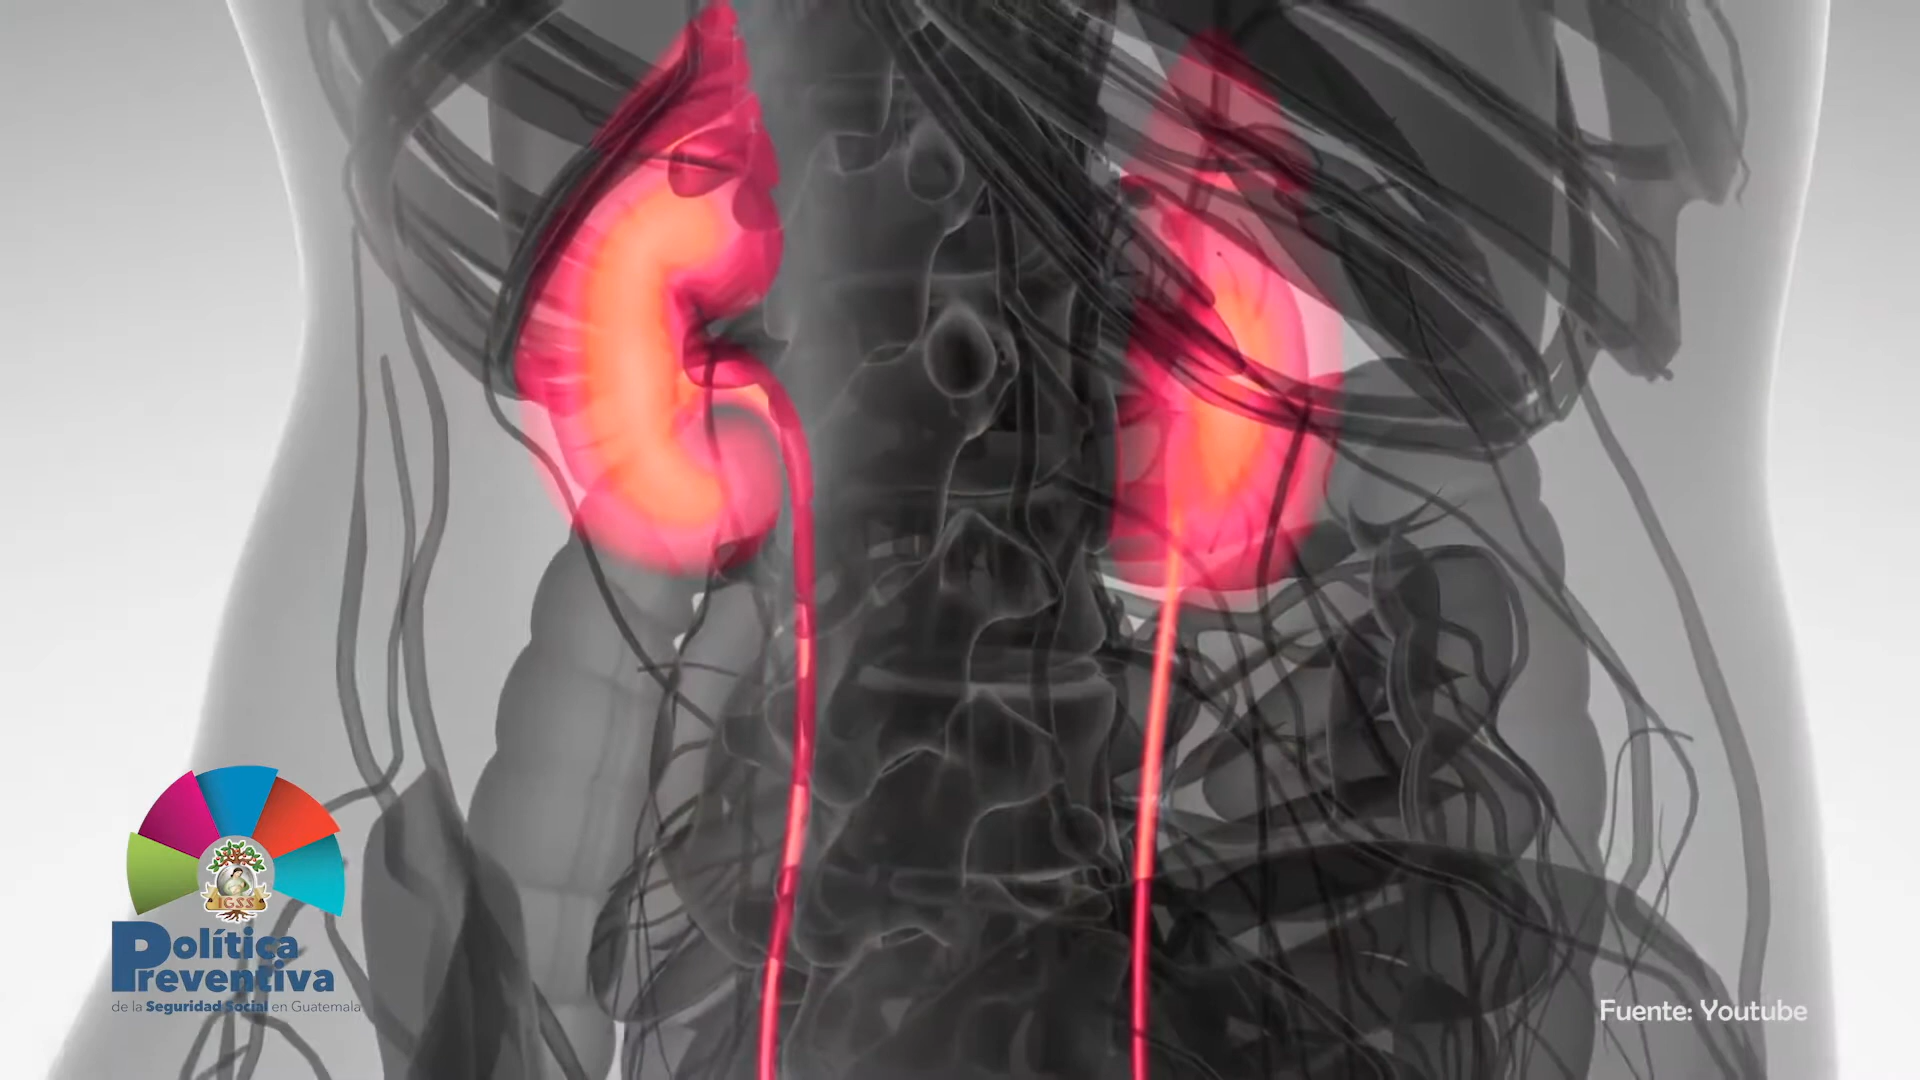 IGSS
Política
Preventiva
de la Seguridad Social en Guatemala
Fuente: Youtube